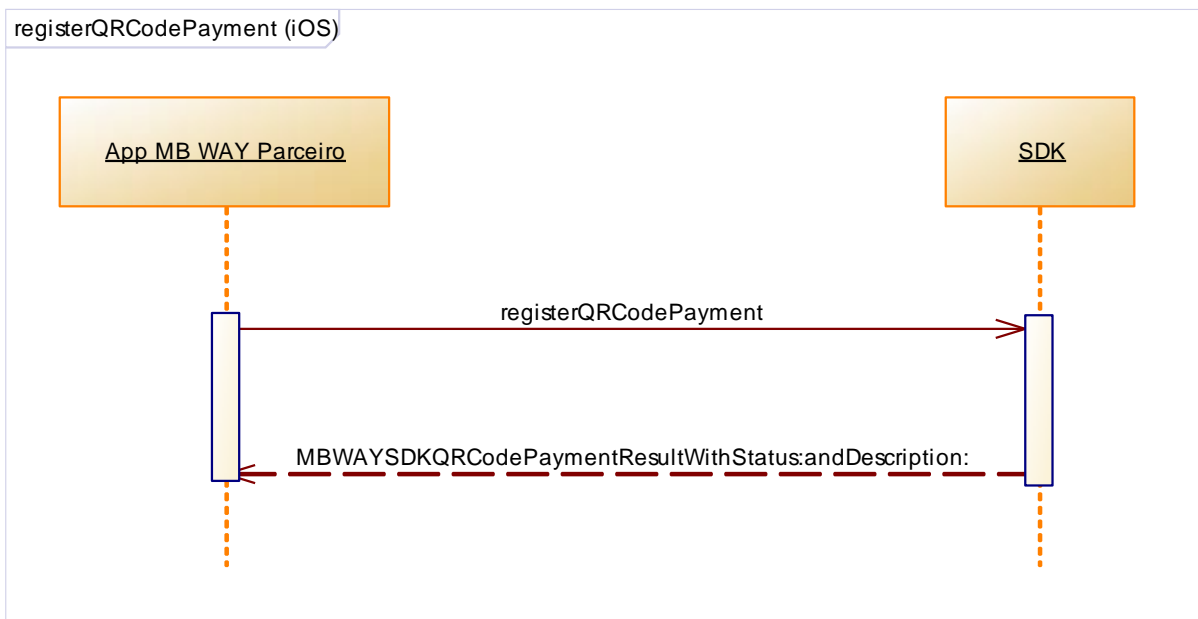 registerQRCodePayment (iOS)
App MB WAY Parceiro
SDK
registerQRCodePayment
MBWAYSDKQRCodePaymentResultWithStatus:andDescription: